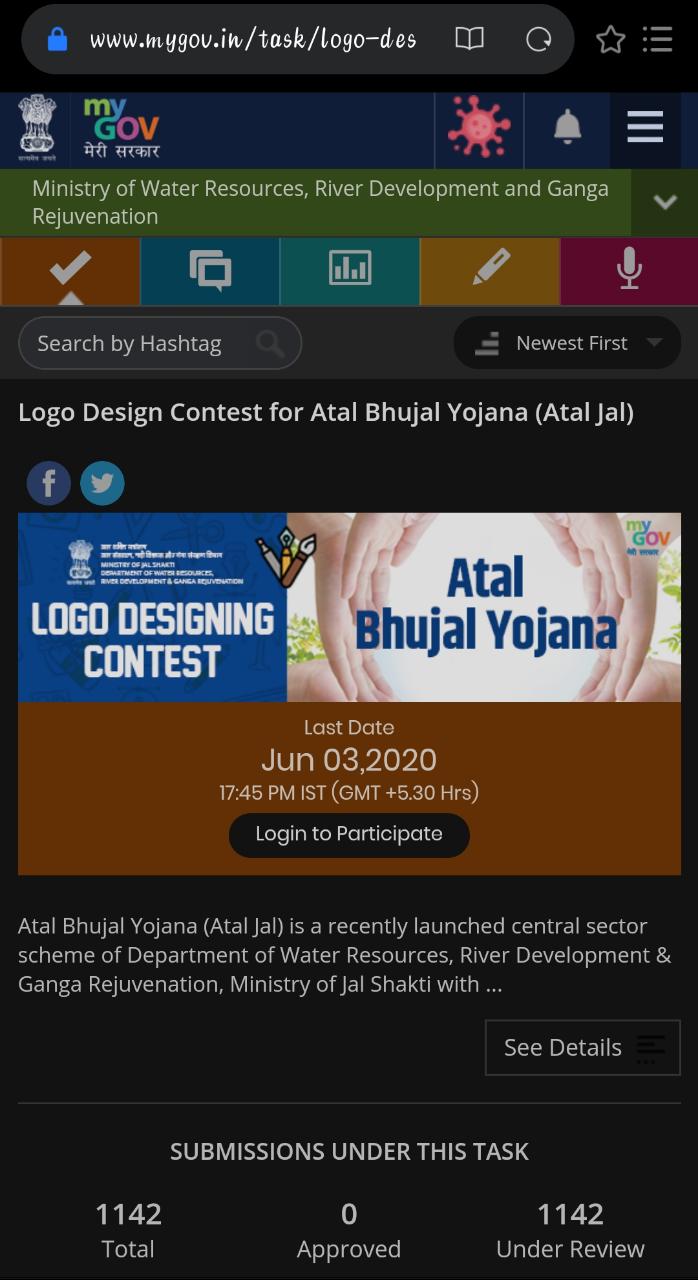 www.mygov.in/task/logo-des
सत्यमेव जयते
my
GOV
मेरी सरकार
Ministry of Water Resources, River Development and Ganga
Rejuvenation
Search by Hashtag
Newest First
Logo Design Contest for Atal Bhujal Yojana (Atal Jal)
f
जल शक्ति मंत्रालय
जल संसाधन, नदी विकास और गंगा संरक्षण विभाग
MINISTRY OF JAL SHAKTI
DEPARTMENT OF WATER RESOURCES,
RIVER DEVELOPMENT & GANGA REJUVENATION
LOGO DESIGNING
CONTEST
my
GOV
मेरी सरकार
Atal
Bhujal Yojana
Last Date
Jun 03,2020
17:45 PM IST (GMT +5.30 Hrs)
Login to Participate
Atal Bhujal Yojana (Atal Jal) is a recently launched central sector
scheme of Department of Water Resources, River Development &
Ganga Rejuvenation, Ministry of Jal Shakti with ...
See Details
SUBMISSIONS UNDER THIS TASK
1142 0 1142
Total Approved Under Review